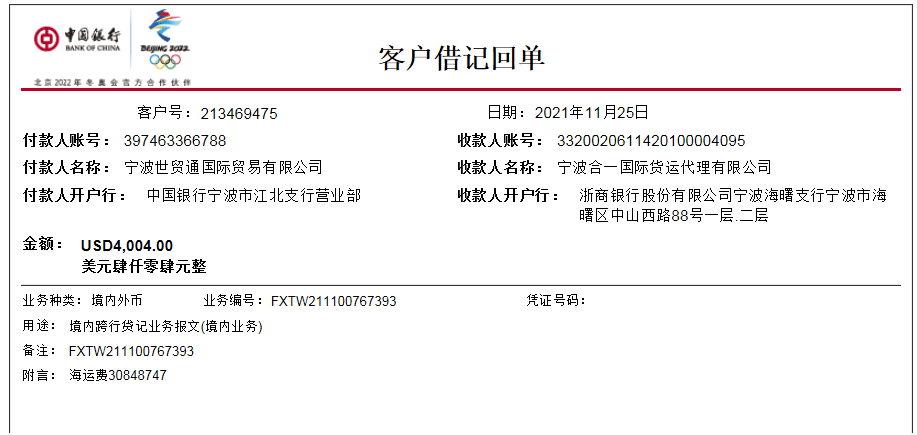 中国银行
BANK OF CHINA
BEIJING 2022
北京2022年冬奥会官方合作伙伴
客户借记回单
客户号：213469475 日期：2021年11月25日
付款人账号：397463366788 收款人账号：3320020611420100004095
付款人名称：宁波世贸通国际贸易有限公司 收款人名称：宁波合一国际货运代理有限公司
付款人开户行：中国银行宁波市江北支行营业部 收款人开户行：浙商银行股份有限公司宁波海曙支行宁波市海
曙区中山西路88号一层.二层
金额：USD4,004.00
美元肆仟零肆元整
业务种类：境内外币 业务编号：FXTW211100767393 凭证号码：
用途：境内跨行贷记业务报文(境内业务)
备注：FXTW211100767393
附言：海运费30848747